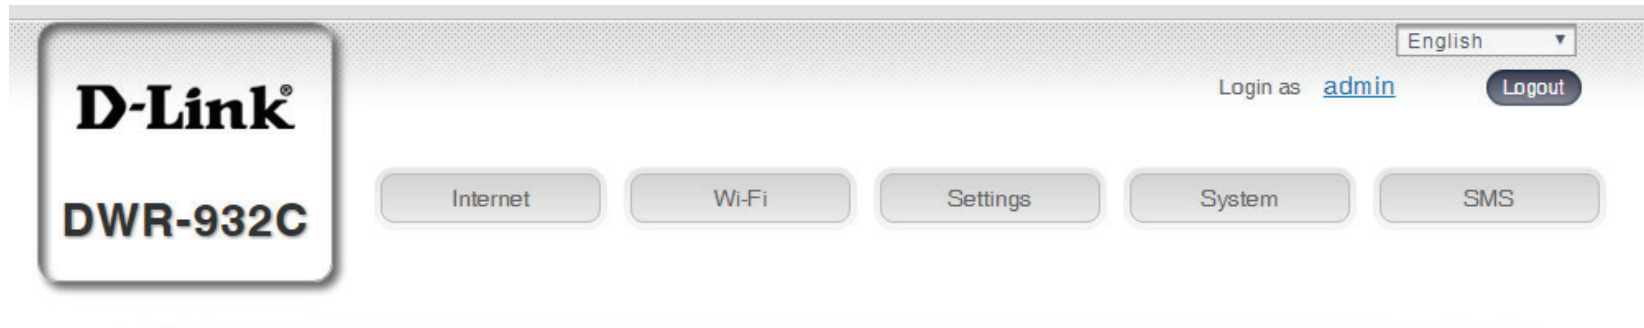 English
Login as admin Logout
D-Link®
DWR-932C
Internet Wi-Fi Settings System SMS